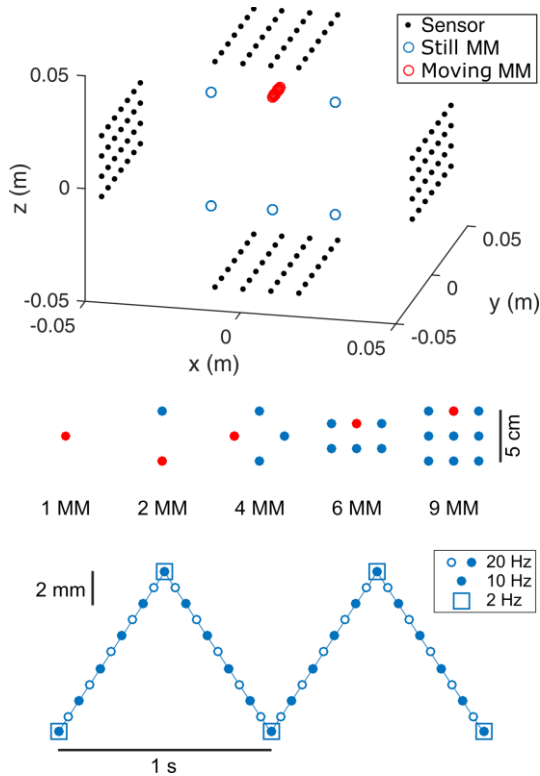 Sensor
Still MM
Moving MM
0.05
0
-0.05
z (m)
-0.05
0
0.05
x (m)
-0.05
0
0.05
y (m)
5 cm
1 MM 2 MM 4 MM 6 MM 9 MM
2 mm
20 Hz
10 Hz
2 Hz
1 s